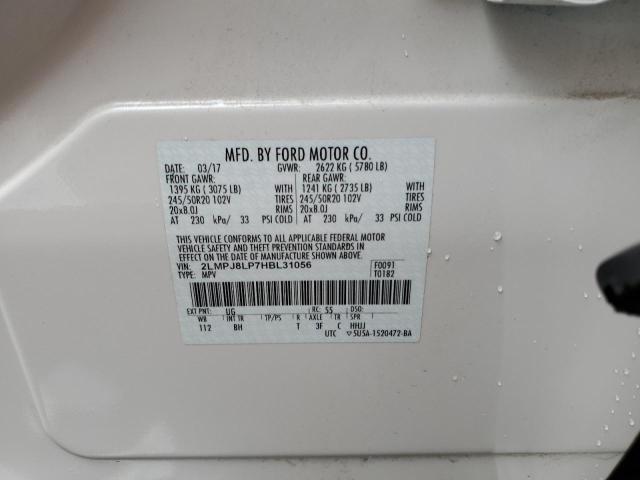 MFD. BY FORD MOTOR CO.
DATE: 03/17 GVWR: 2622 KG ( 5780 LB)
FRONT GAWR: REAR GAWR:
1395 KG ( 3075 LB) WITH 1241 KG ( 2735 LB) WITH
245/50R20 102V TIRES 245/50R20 102V TIRES
20x8.0J RIMS 20x8.0J RIMS
AT 230 kPa/ 33 PSI COLD AT 230 kPa/ 33 PSI COLD
THIS VEHICLE CONFORMS TO ALL APPLICABLE FEDERAL MOTOR
VEHICLE SAFETY AND THEFT PREVENTION STANDARDS IN
EFFECT ON THE DATE OF MANUFACTURE SHOWN ABOVE.
VIN: 2LMPJ8LP7HBL31056 F0091
TYPE: MPV T0182
EXT PNT: UG RC: 55 DSO:
WB INT TR TP/PS R AXLE TR SPR
112 BH T 3F C HHJJ
UTC 5U5A-1520472-BA